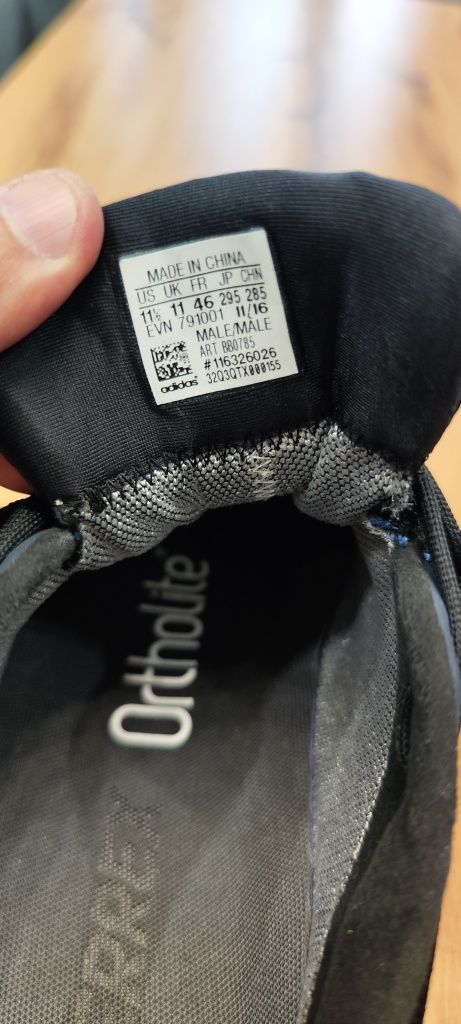 MADE IN CHINA
US UK FR JP CHN
11½ 11 46 295 285
EVN 791001 11/16
MALE/MALE
ART BB0785
#116326026
adidas 32Q3QTX000155
Ortholite
ERREX